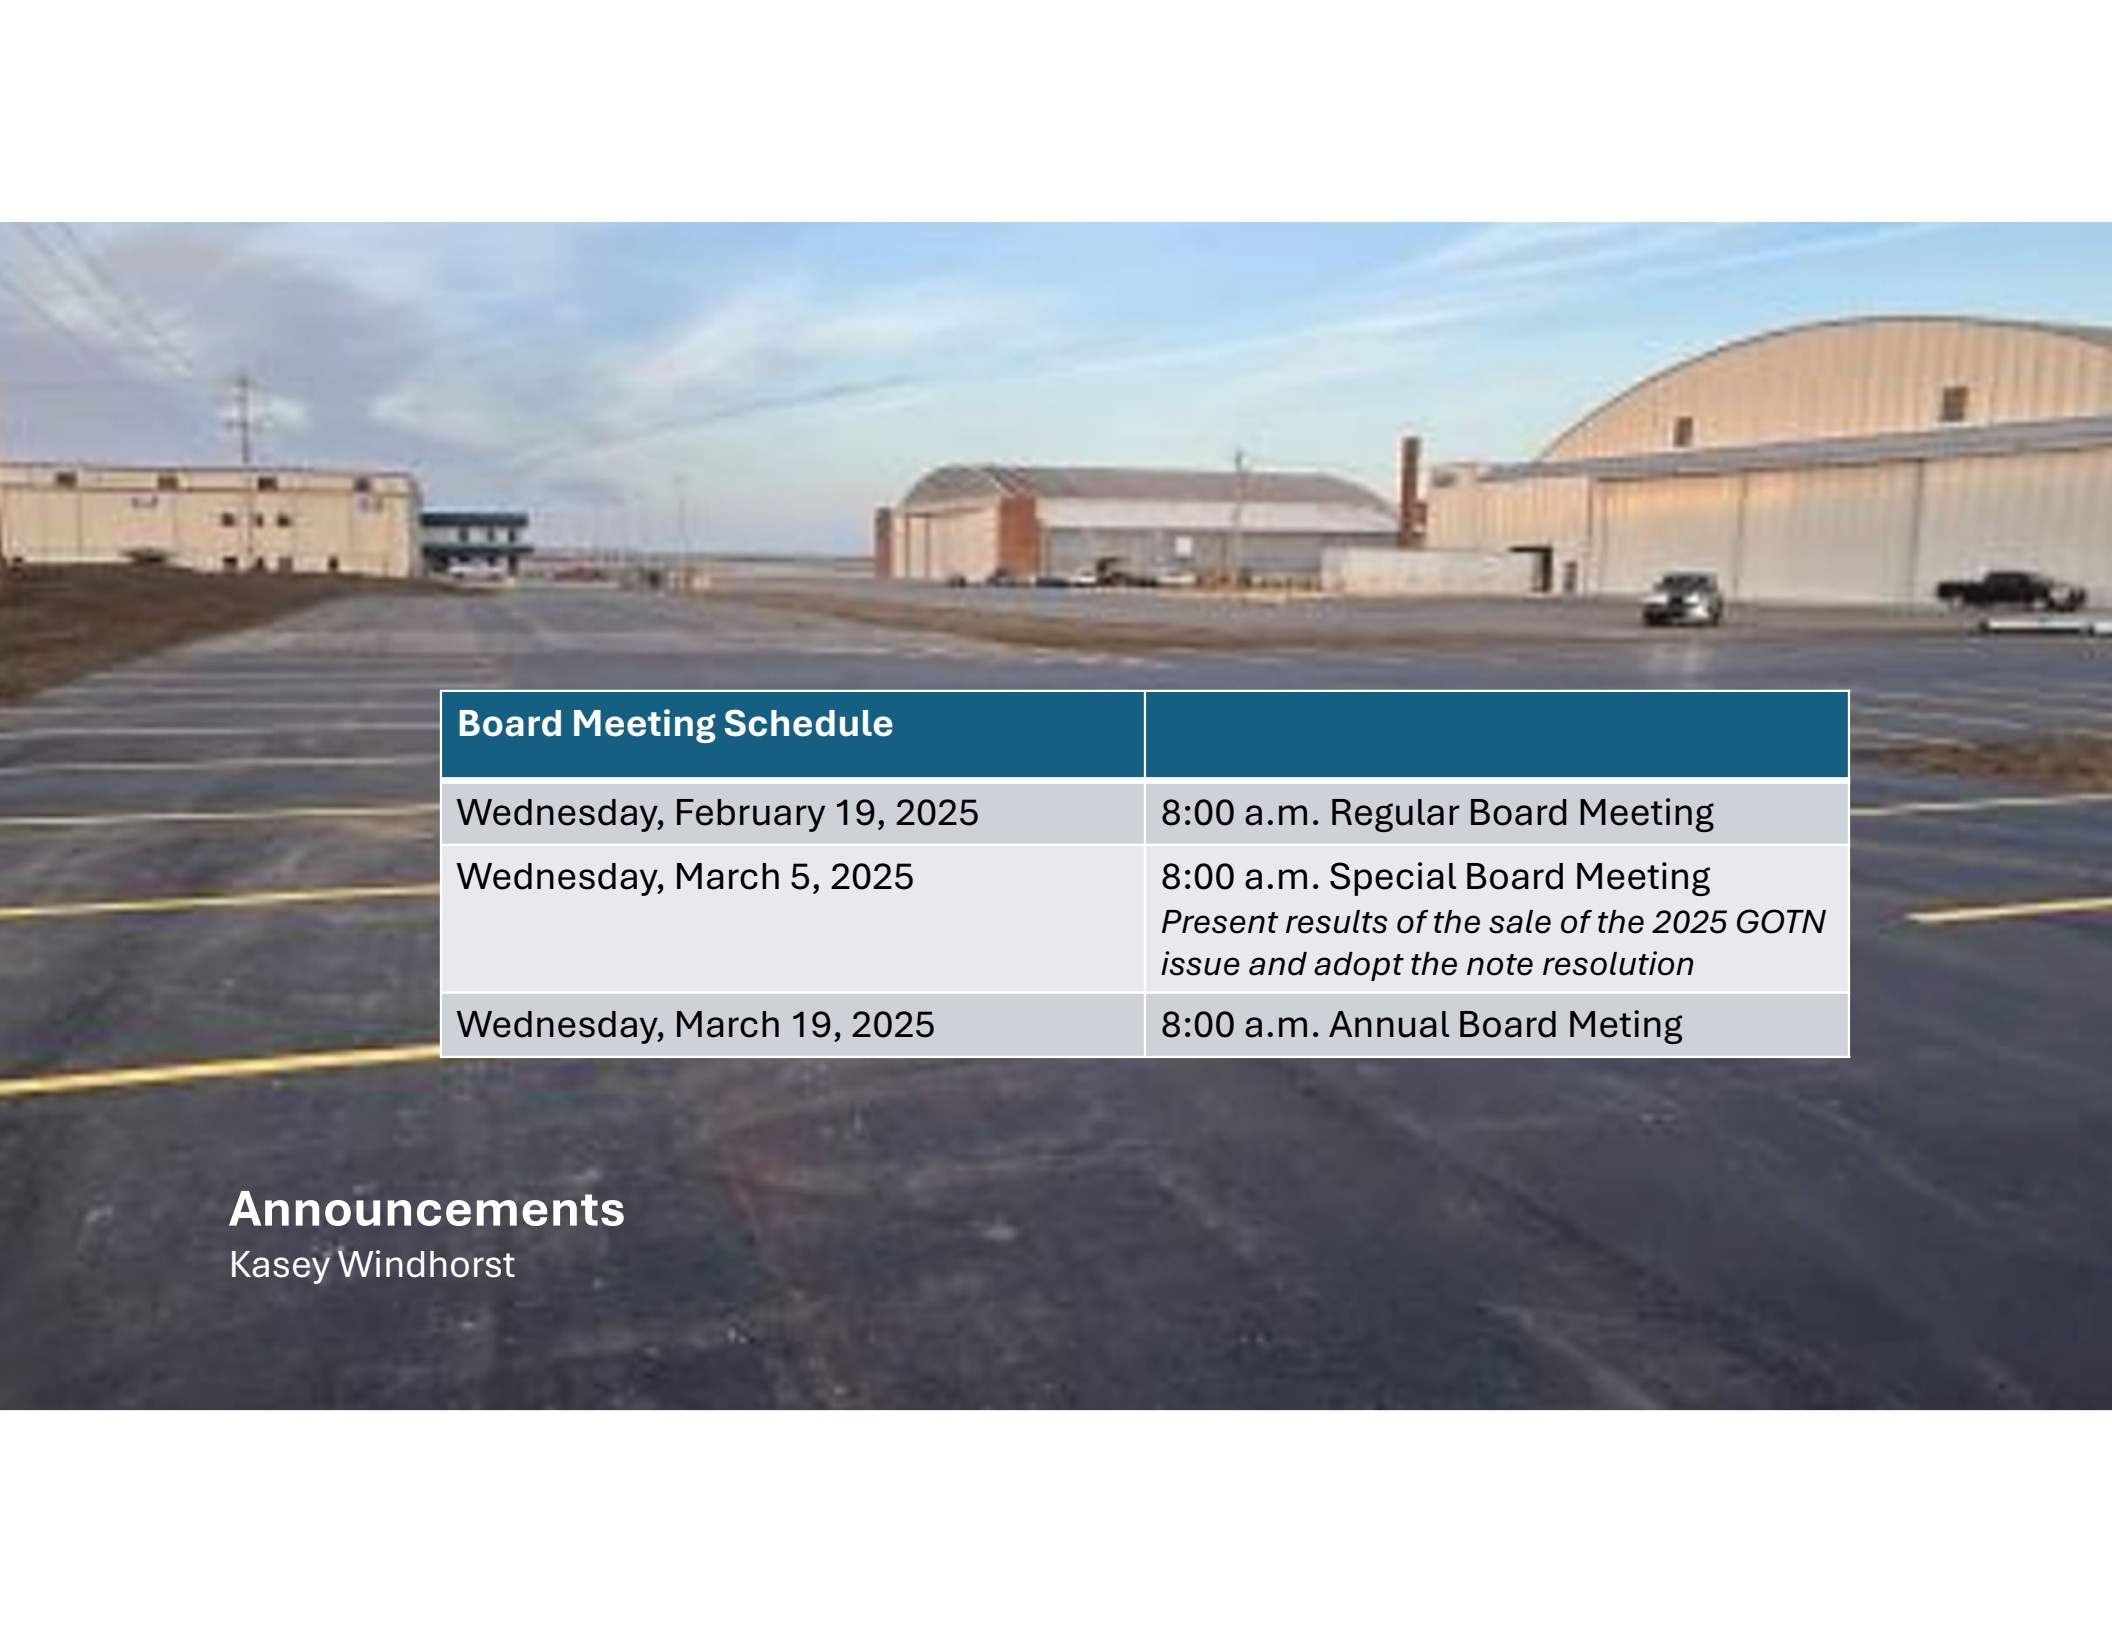 Board Meeting Schedule
Wednesday, February 19, 2025
8:00 a.m. Regular Board Meeting
Wednesday, March 5, 2025
8:00 a.m. Special Board Meeting
Present results of the sale of the 2025 GOTN
issue and adopt the note resolution
Wednesday, March 19, 2025
8:00 a.m. Annual Board Meting
Announcements
Kasey Windhorst